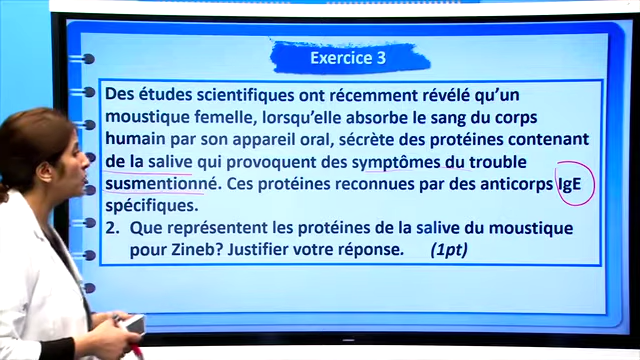 Exercice 3
Des études scientifiques ont récemment révélé qu'un
moustique femelle, lorsqu'elle absorbe le sang du corps
humain par son appareil oral, sécrète des protéines contenant
de la salive qui provoquent des symptômes du trouble
susmentionné. Ces protéines reconnues par des anticorps IgE
spécifiques.
2. Que représentent les protéines de la salive du moustique
pour Zineb? Justifier votre réponse. (1pt)